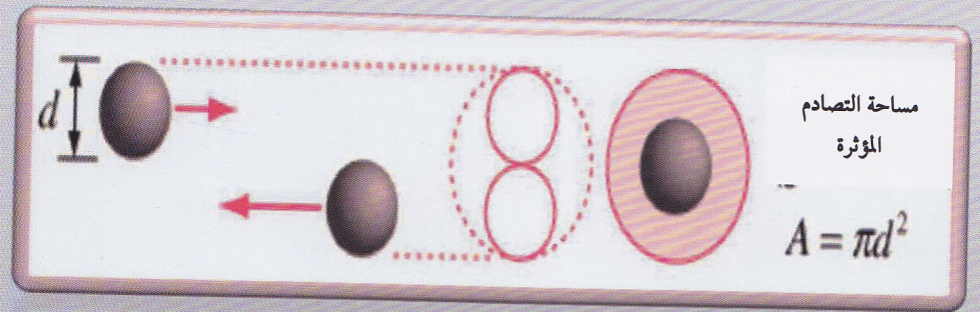 d
مساحة التصادم
المؤثرة
A = πd²